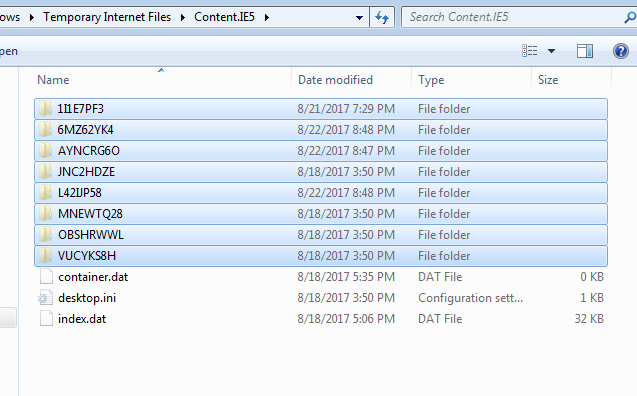 ows ▸ Temporary Internet Files ▸ Content.IE5 ▸ Search Content.IE5
pen
Name Date modified Type Size
1I1E7PF3 8/21/2017 7:29 PM File folder
6MZ62YK4 8/22/2017 8:48 PM File folder
AYNCRG6O 8/22/2017 8:47 PM File folder
JNC2HDZE 8/18/2017 3:50 PM File folder
L42IJP58 8/22/2017 8:48 PM File folder
MNEWTQ28 8/18/2017 3:50 PM File folder
OBSHRWWL 8/18/2017 3:50 PM File folder
VUCYKS8H 8/18/2017 3:50 PM File folder
container.dat 8/18/2017 5:35 PM DAT File 0 KB
desktop.ini 8/18/2017 3:50 PM Configuration sett... 1 KB
index.dat 8/18/2017 5:06 PM DAT File 32 KB